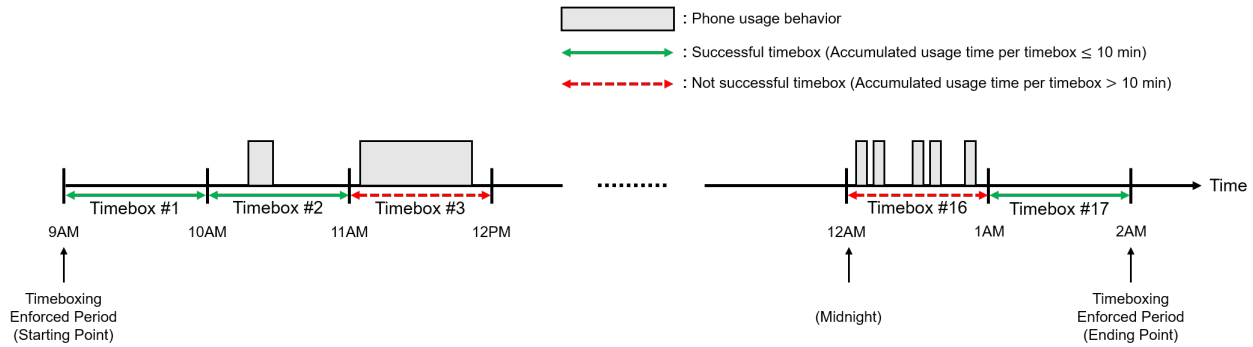 : Phone usage behavior
: Successful timebox (Accumulated usage time per timebox ≤ 10 min)
: Not successful timebox (Accumulated usage time per timebox > 10 min)
Time
Timebox #1 Timebox #2 Timebox #3 Timebox #16 Timebox #17
9AM 10AM 11AM 12PM 12AM 1AM 2AM
Timeboxing
Enforced Period
(Starting Point)
(Midnight)
Timeboxing
Enforced Period
(Ending Point)